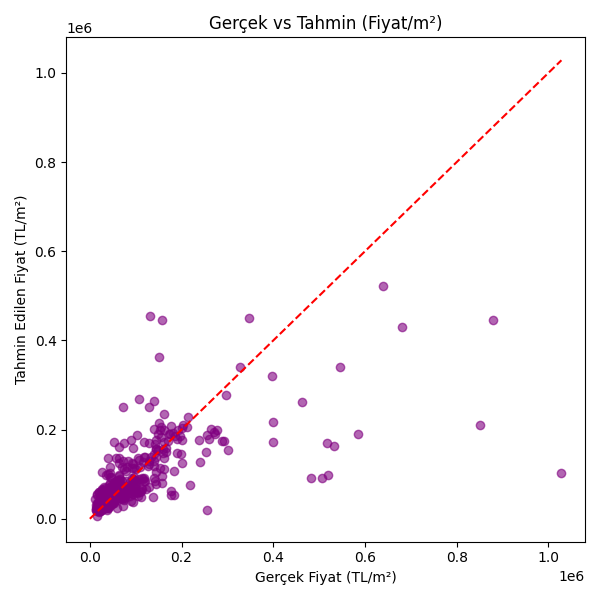 Gerçek vs Tahmin (Fiyat/m²)
1e6
1.0
0.8
0.6
0.4
0.2
0.0
Tahmin Edilen Fiyat (TL/m²)
0.0 0.2 0.4 0.6 0.8 1.0
1e6
Gerçek Fiyat (TL/m²)